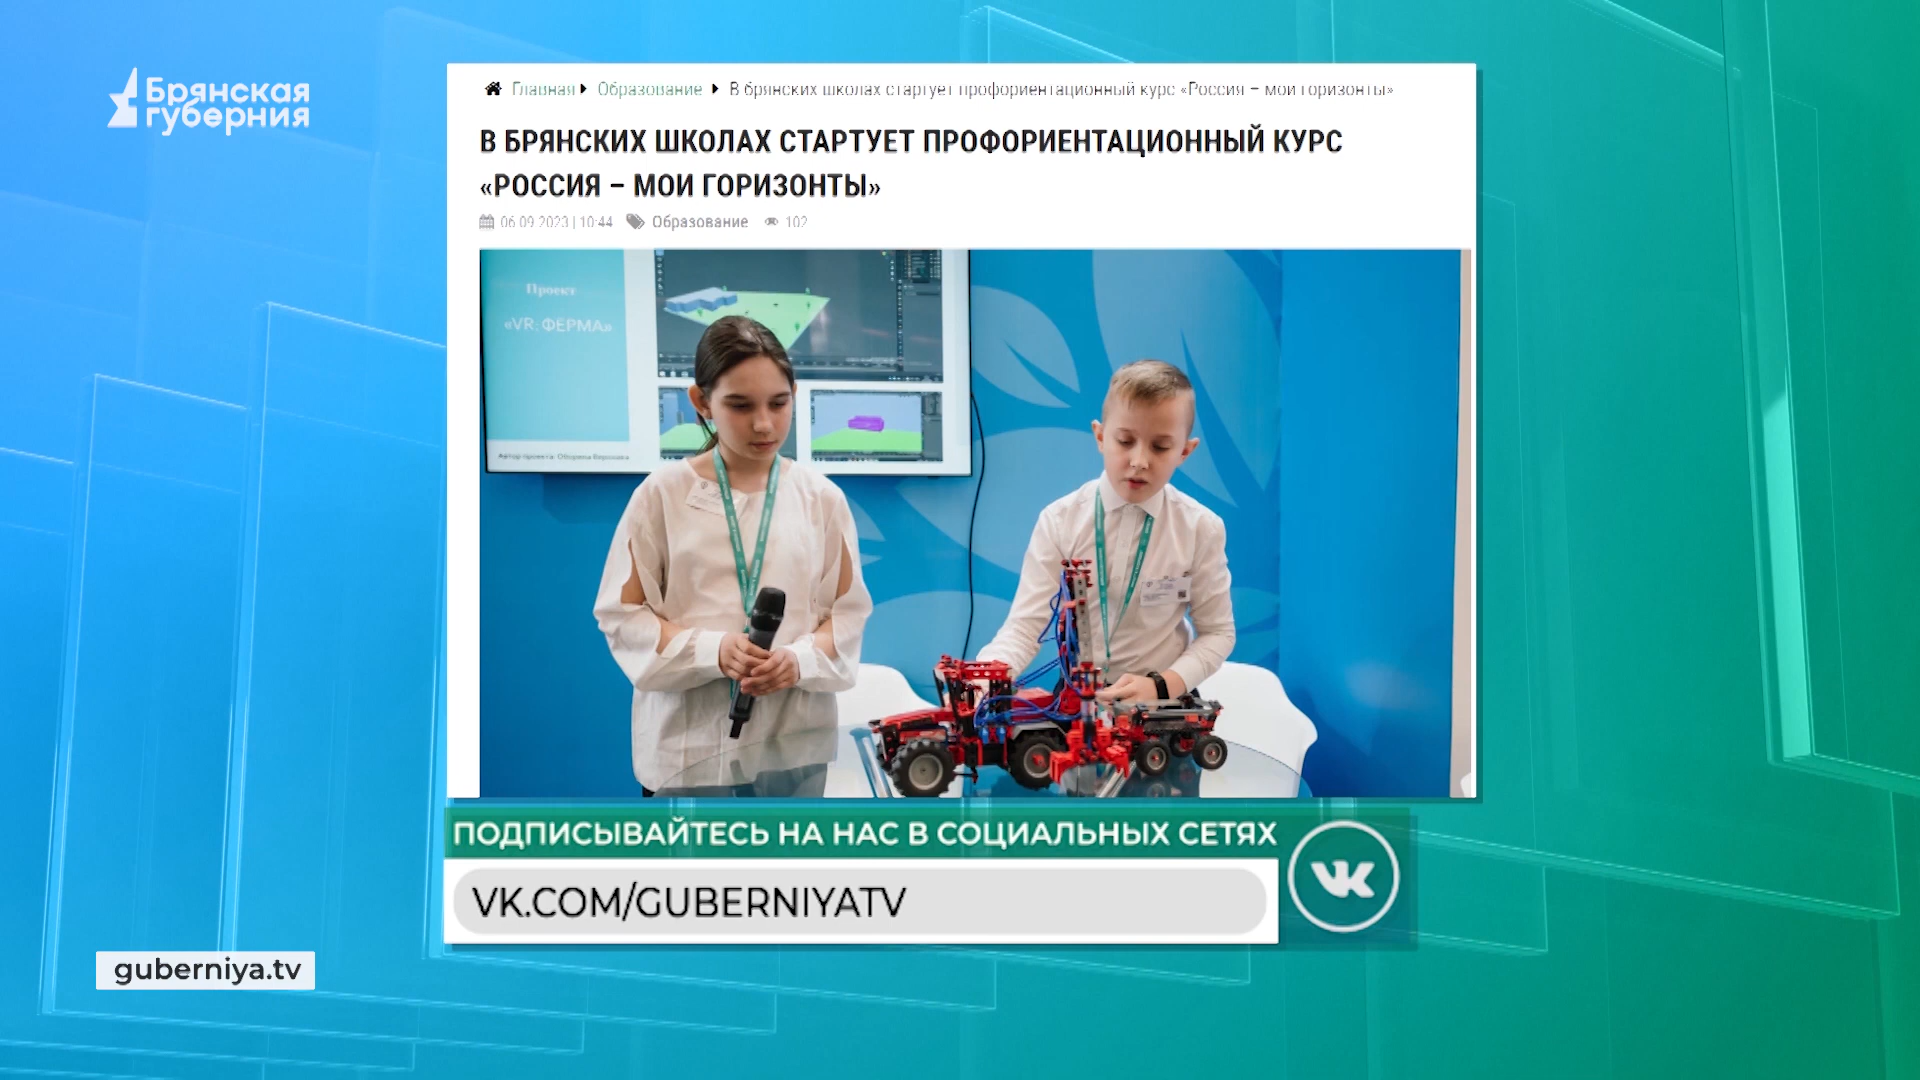 Брянская
губерния
Главная Образование В брянских школах стартует профориентационный курс «Россия – мои горизонты»
В БРЯНСКИХ ШКОЛАХ СТАРТУЕТ ПРОФОРИЕНТАЦИОННЫЙ КУРС
«РОССИЯ – МОИ ГОРИЗОНТЫ»
06.09.2023 | 10:44 Образование 102
Проект
«VR: ФЕРМА»
Автор проекта:
ПОДПИСЫВАЙТЕСЬ НА НАС В СОЦИАЛЬНЫХ СЕТЯХ
VK.COM/GUBERNIYATV
guberniya.tv